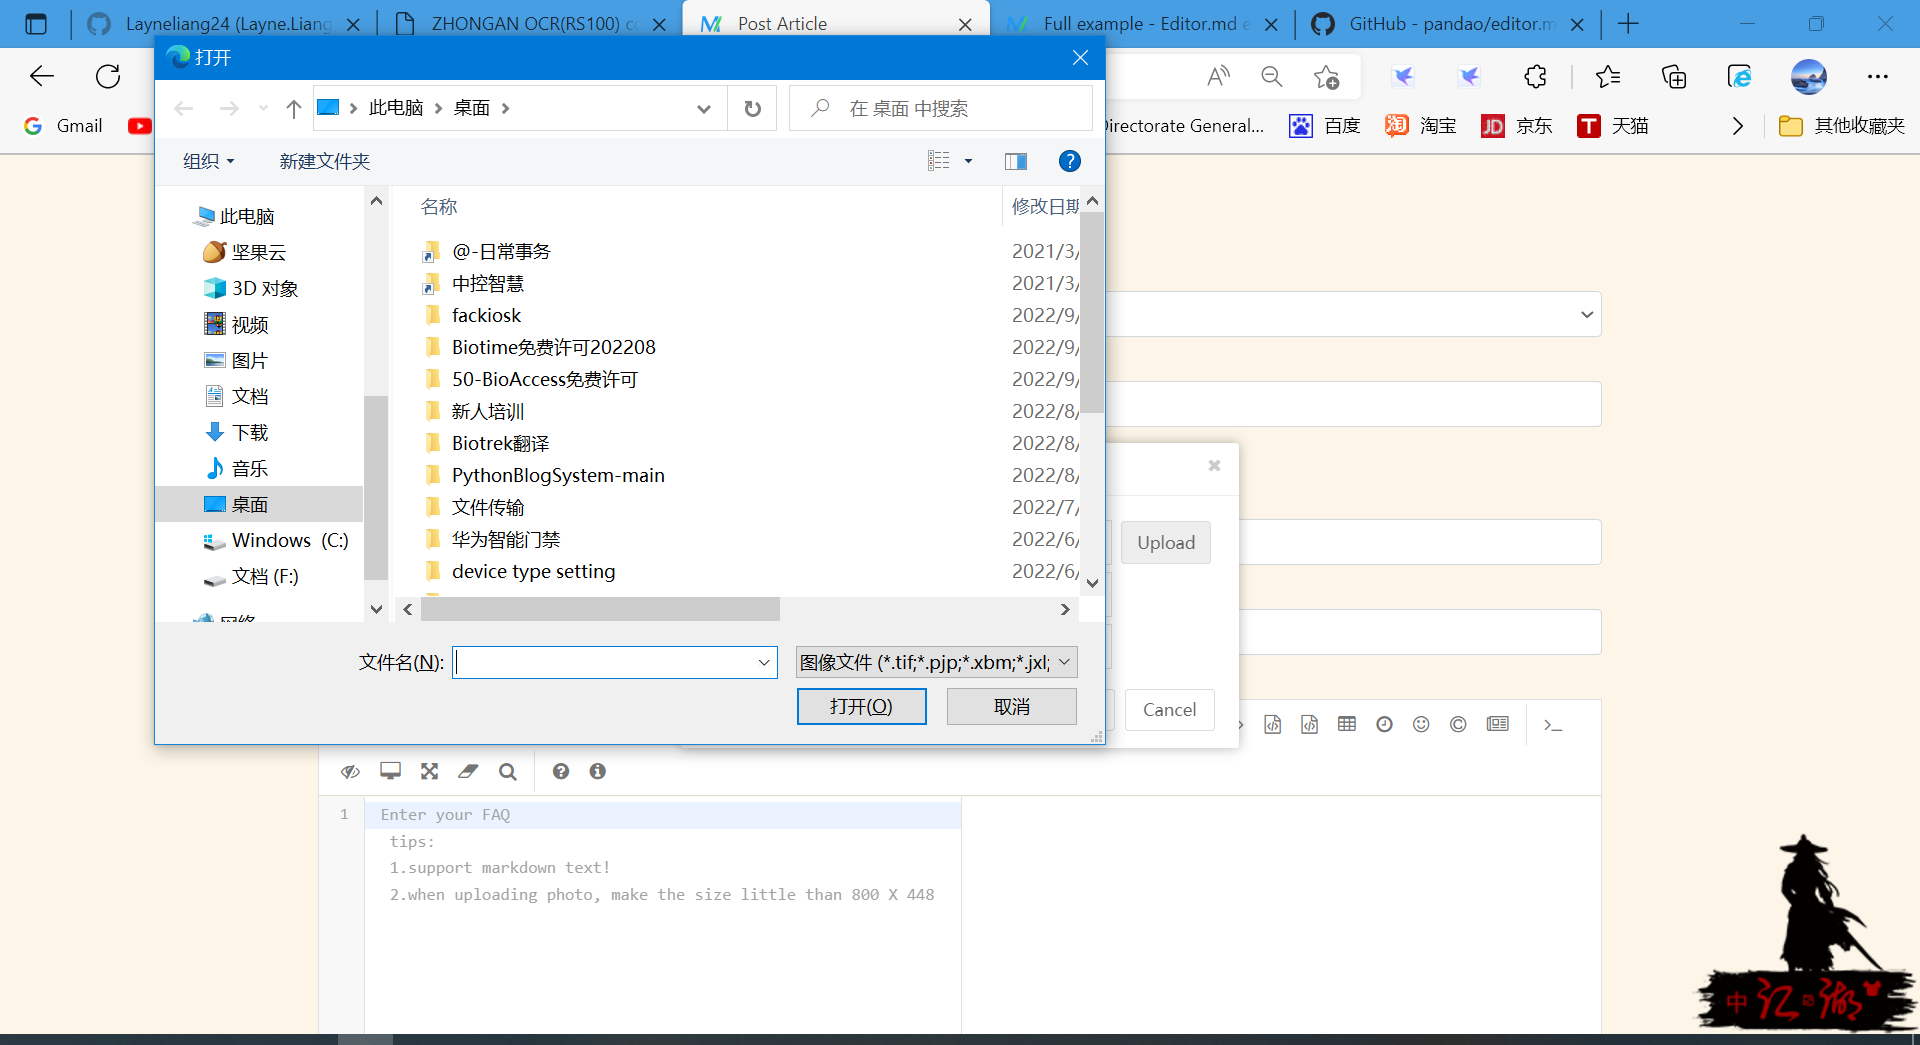 Layneliang24 (Layne.Liang
ZHONGAN OCR(RS100) co
Post Article
Full example - Editor.md e
GitHub - pandao/editor.m
打开
此电脑 桌面
在 桌面 中搜索
Gmail
Directorate General...
百度
淘宝
京东
天猫
其他收藏夹
组织
新建文件夹
名称
修改日期
此电脑
坚果云
3D 对象
视频
图片
文档
下载
音乐
桌面
Windows (C:)
文档 (F:)
网络
@-日常事务 2021/3/
中控智慧 2021/3/
fackiosk 2022/9/
Biotime免费许可202208 2022/9/
50-BioAccess免费许可 2022/9/
新人培训 2022/8/
Biotrek翻译 2022/8/
PythonBlogSystem-main 2022/8/
文件传输 2022/7/
华为智能门禁 2022/6/
device type setting 2022/6/
文件名(N):
图像文件 (*.tif;*.pjp;*.xbm;*.jxl;
打开(O)
取消
Upload
Cancel
1
Enter your FAQ
tips:
1.support markdown text!
2.when uploading photo, make the size little than 800 X 448
中 江 湖